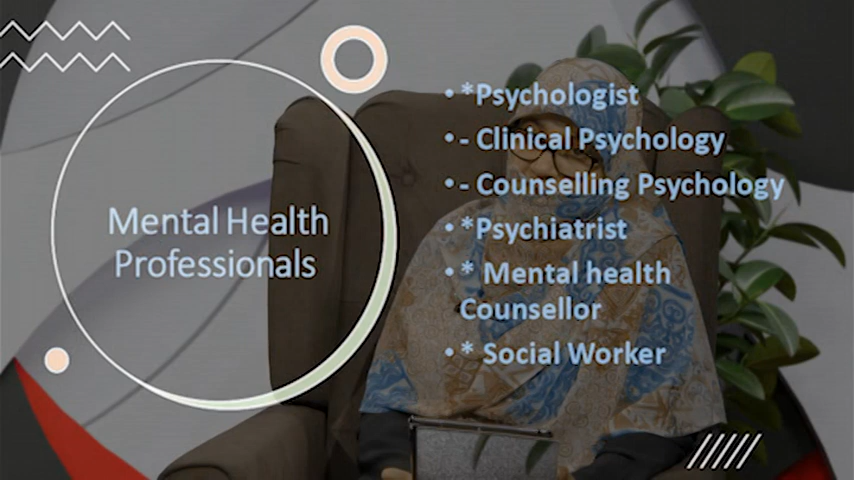 Mental Health
Professionals
• *Psychologist
• - Clinical Psychology
• - Counselling Psychology
• *Psychiatrist
• * Mental health
Counsellor
• * Social Worker